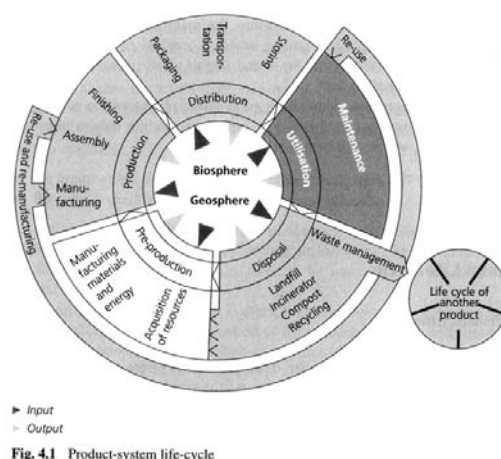 Packaging
Transpor-
tation
Storing
Re-use
Distribution
Finishing
Assembly
Manu-
facturing
Production
Re-use and re-manufacturing
Utilisation
Maintenance
Biosphere
Geosphere
Pre-production
Manu-
facturing
materials
and
energy
Acquisition
of resources
Disposal
Waste management
Landfill
Incinerator
Compost
Recycling
Life cycle of
another
product
Input
Output
Fig. 4.1 Product-system life-cycle